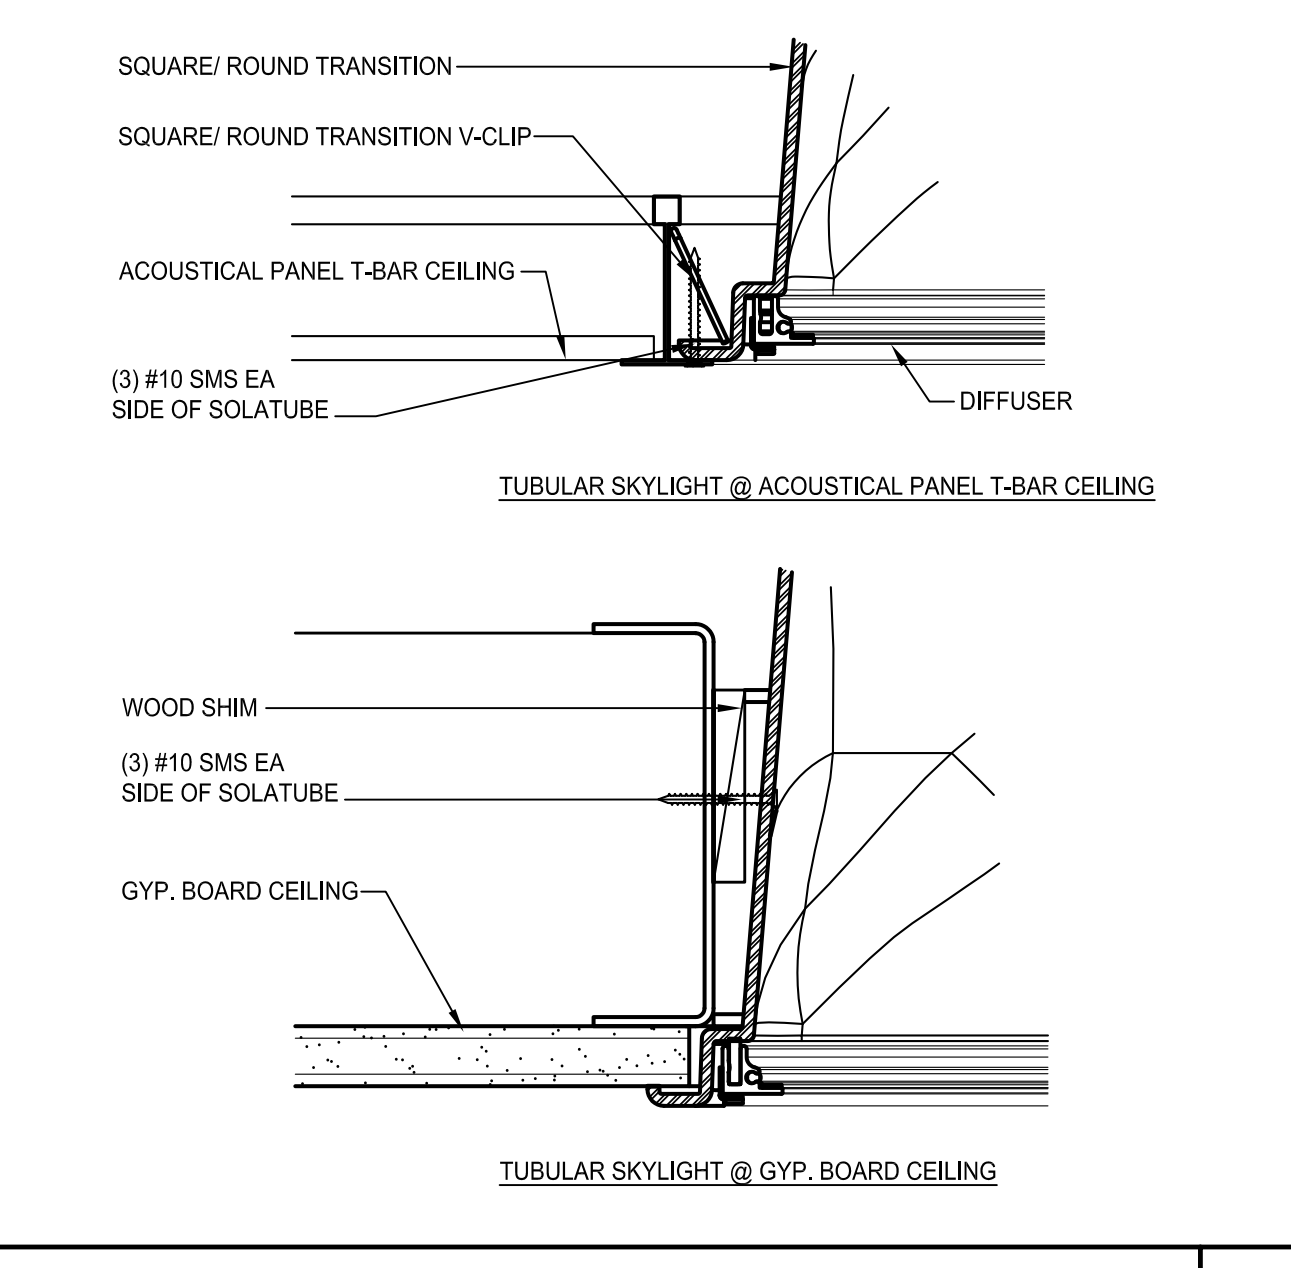 SQUARE/ ROUND TRANSITION
SQUARE/ ROUND TRANSITION V-CLIP
ACOUSTICAL PANEL T-BAR CEILING
(3) #10 SMS EA
SIDE OF SOLATUBE
DIFFUSER
TUBULAR SKYLIGHT @ ACOUSTICAL PANEL T-BAR CEILING
WOOD SHIM
(3) #10 SMS EA
SIDE OF SOLATUBE
GYP. BOARD CEILING
TUBULAR SKYLIGHT @ GYP. BOARD CEILING